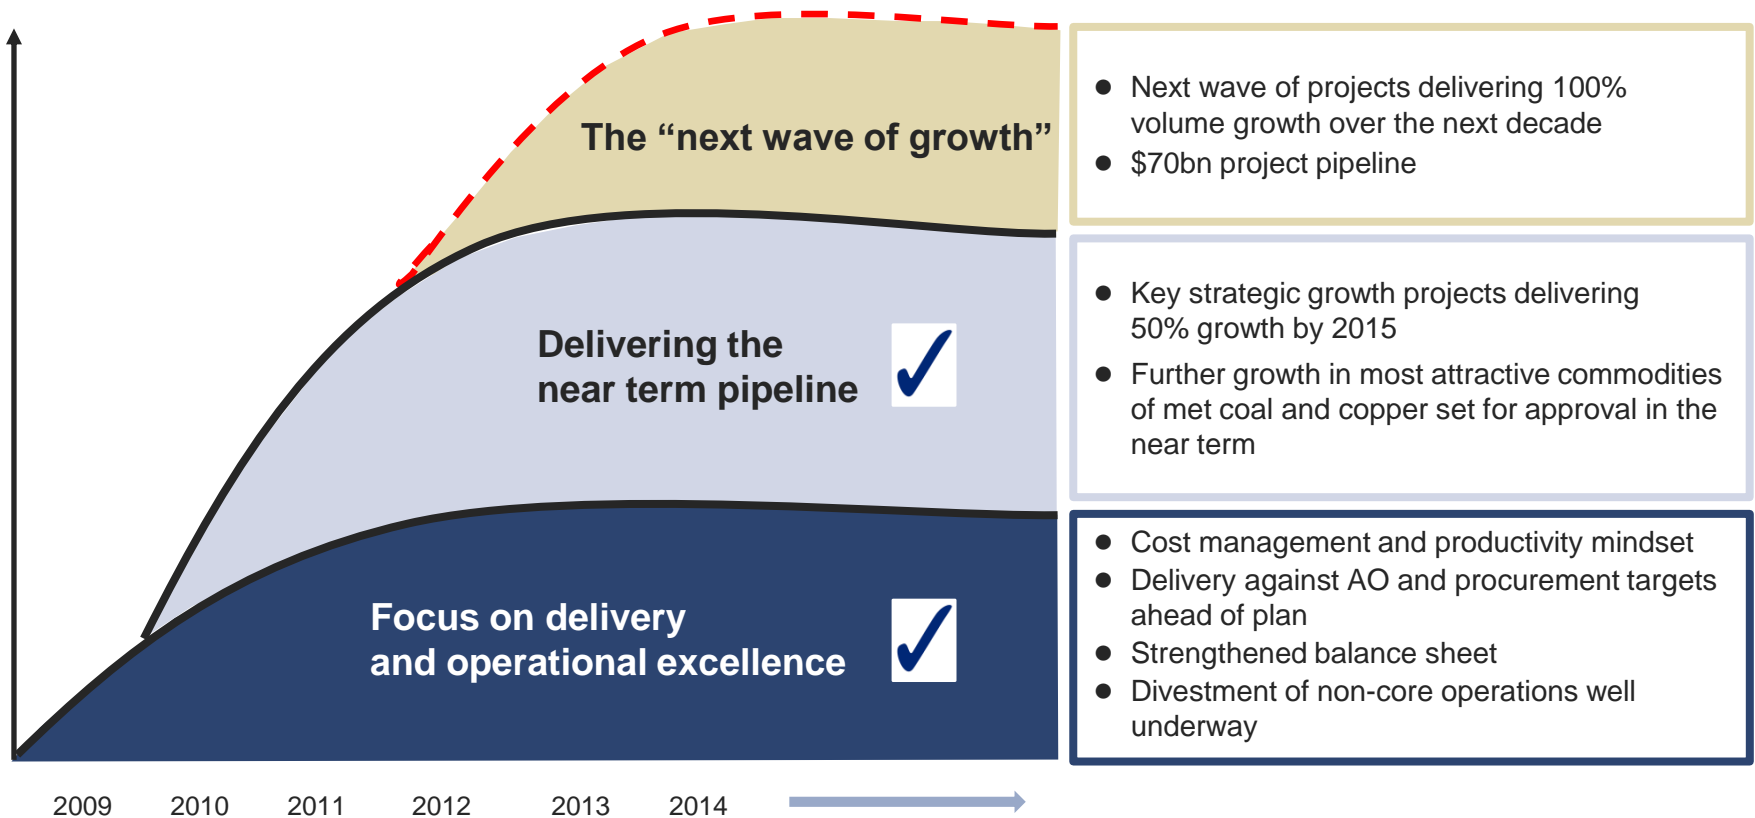 The “next wave of growth”
● Next wave of projects delivering 100%
volume growth over the next decade
● $70bn project pipeline
Delivering the
near term pipeline
● Key strategic growth projects delivering
50% growth by 2015
● Further growth in most attractive commodities
of met coal and copper set for approval in the
near term
Focus on delivery
and operational excellence
● Cost management and productivity mindset
● Delivery against AO and procurement targets
ahead of plan
● Strengthened balance sheet
● Divestment of non-core operations well
underway
2009 2010 2011 2012 2013 2014